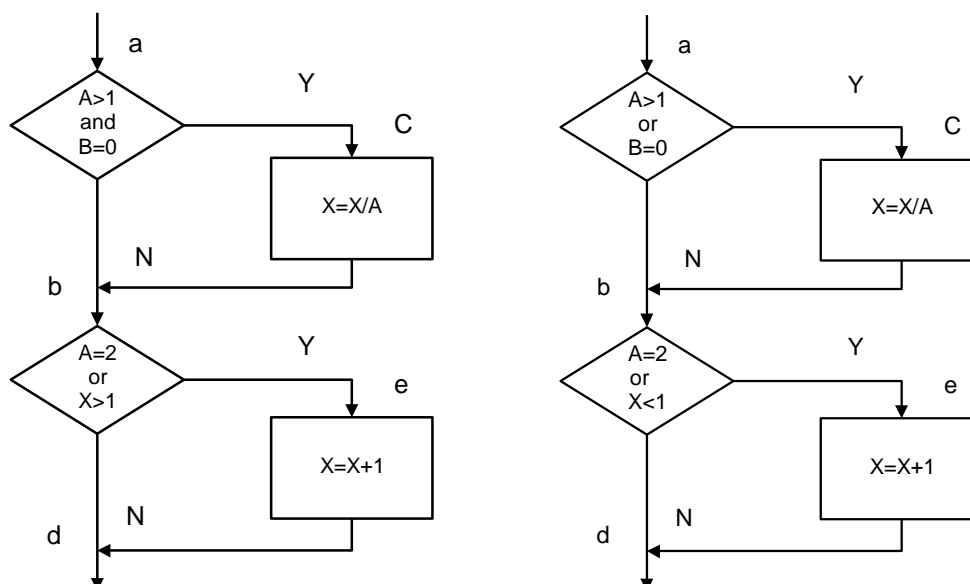 a
Y
A>1
and
B=0
C
X=X/A
N
b
Y
A=2
or
X>1
e
X=X+1
N
d
a
Y
A>1
or
B=0
C
X=X/A
N
b
Y
A=2
or
X<1
e
X=X+1
N
d